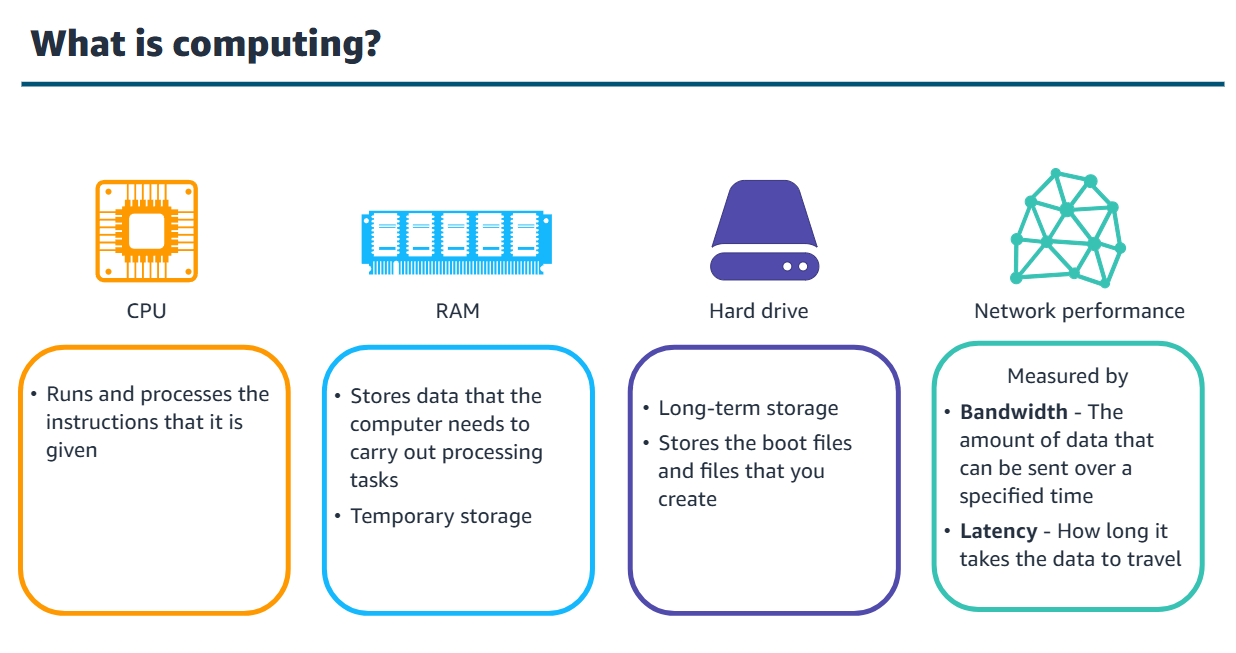 What is computing?
CPU
RAM
Hard drive
Network performance
• Runs and processes the
instructions that it is
given
• Stores data that the
computer needs to
carry out processing
tasks
• Temporary storage
• Long-term storage
• Stores the boot files
and files that you
create
Measured by
• Bandwidth - The
amount of data that
can be sent over a
specified time
• Latency - How long it
takes the data to travel